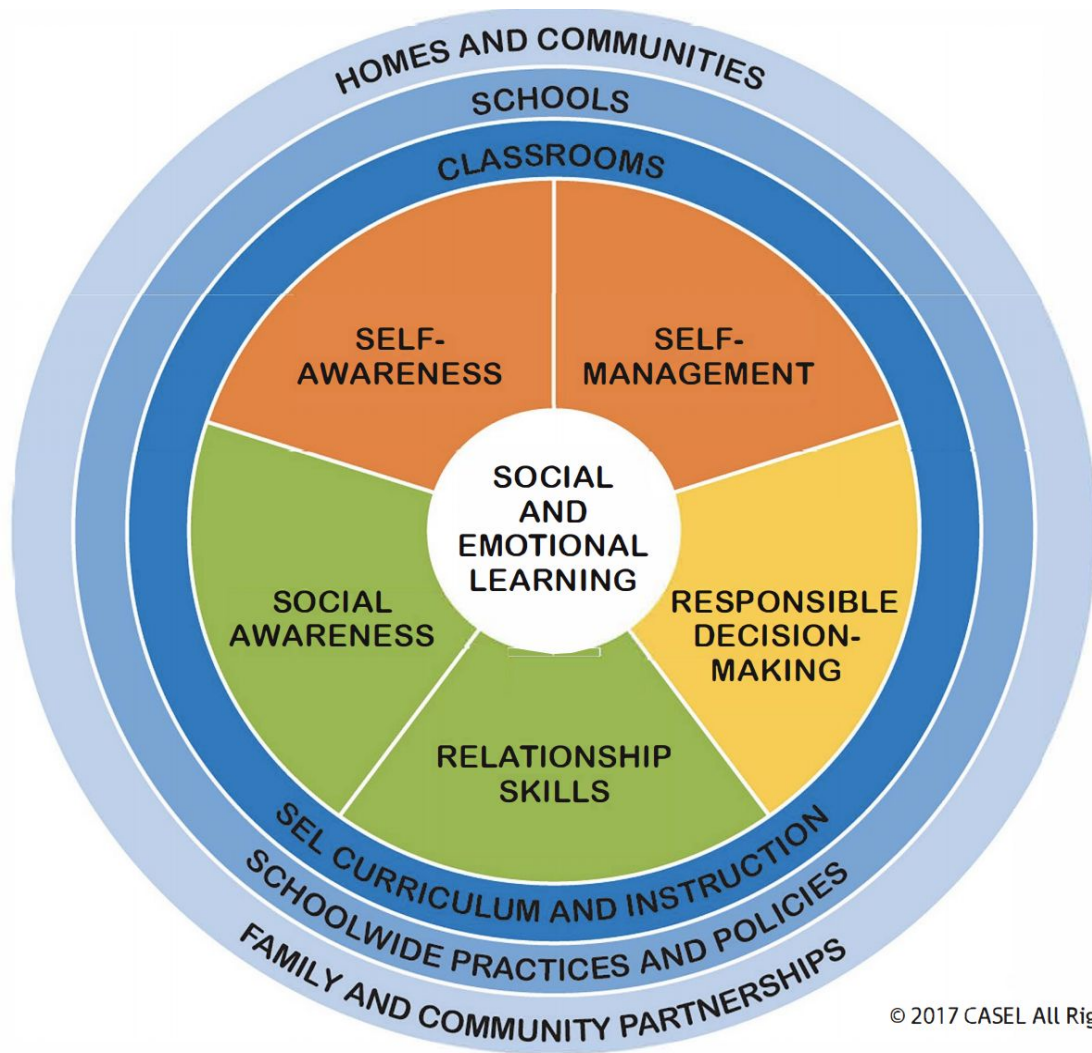 HOMES AND COMMUNITIES
SCHOOLS
CLASSROOMS
SELF-
AWARENESS
SELF-
MANAGEMENT
SOCIAL
AND
EMOTIONAL
LEARNING
SOCIAL
AWARENESS
RESPONSIBLE
DECISION-
MAKING
RELATIONSHIP
SKILLS
SEL CURRICULUM AND INSTRUCTION
SCHOOLWIDE PRACTICES AND POLICIES
FAMILY AND COMMUNITY PARTNERSHIPS
© 2017 CASEL All